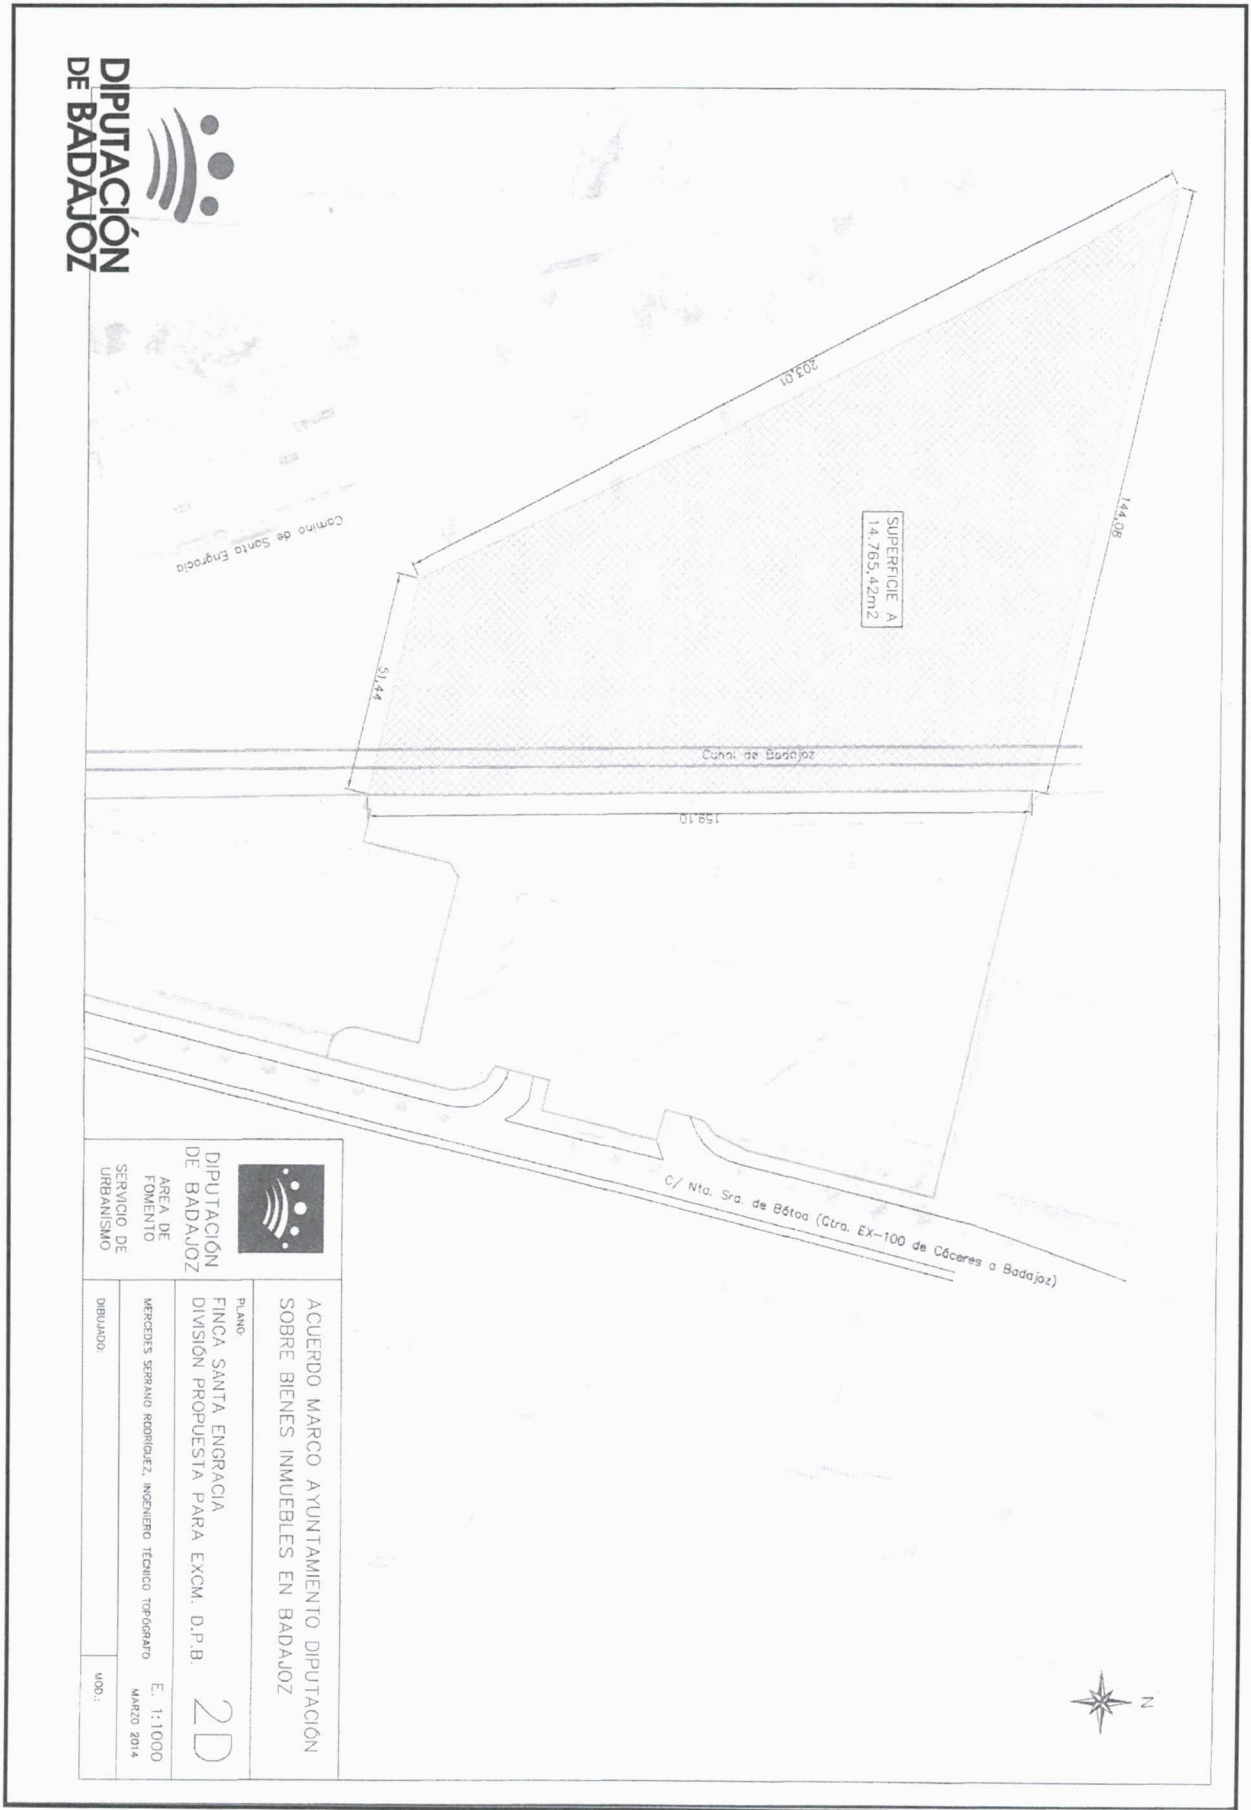 DIPUTACIÓN
DE BADAJOZ
203,01
144,08
SUPERFICIE A
14.765,42m2
Camino de Santa Engracia
51,44
Canal de Badajoz
159,10
C/ Nta. Sra. de Bótoa (Ctra. EX-100 de Cáceres a Badajoz)
N
DIPUTACIÓN
DE BADAJOZ
AREA DE
FOMENTO
SERVICIO DE
URBANISMO
ACUERDO MARCO AYUNTAMIENTO DIPUTACIÓN
SOBRE BIENES INMUEBLES EN BADAJOZ
PLANO:
FINCA SANTA ENGRACIA
DIVISIÓN PROPUESTA PARA EXCM. D.P.B.
2D
MERCEDES SERRANO RODRÍGUEZ, INGENIERO TÉCNICO TOPÓGRAFO
E. 1:1000
MARZO 2014
DIBUJADO:
MOD.: